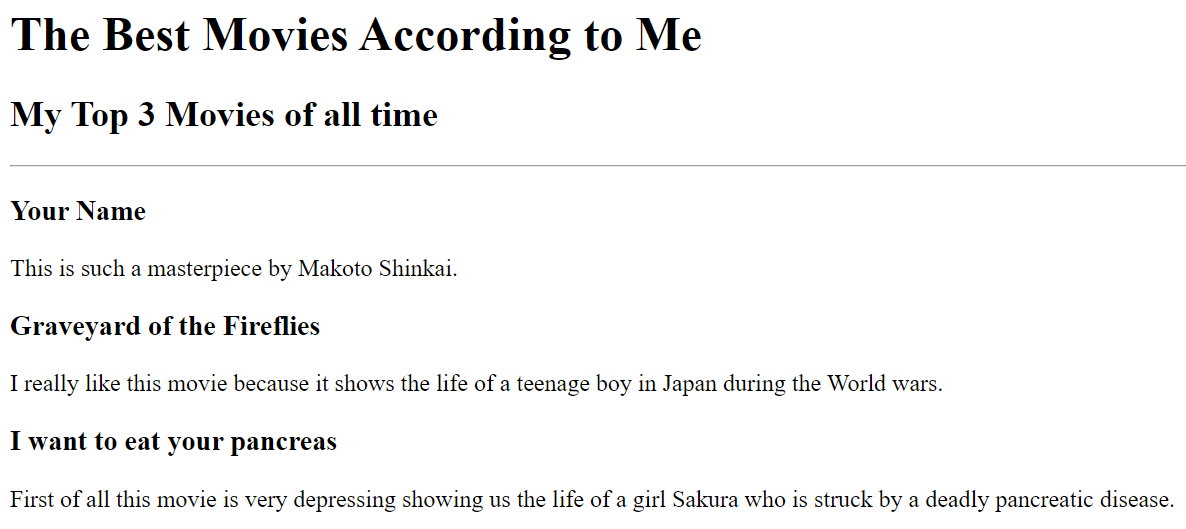 The Best Movies According to Me
My Top 3 Movies of all time
Your Name
This is such a masterpiece by Makoto Shinkai.
Graveyard of the Fireflies
I really like this movie because it shows the life of a teenage boy in Japan during the World wars.
I want to eat your pancreas
First of all this movie is very depressing showing us the life of a girl Sakura who is struck by a deadly pancreatic disease.